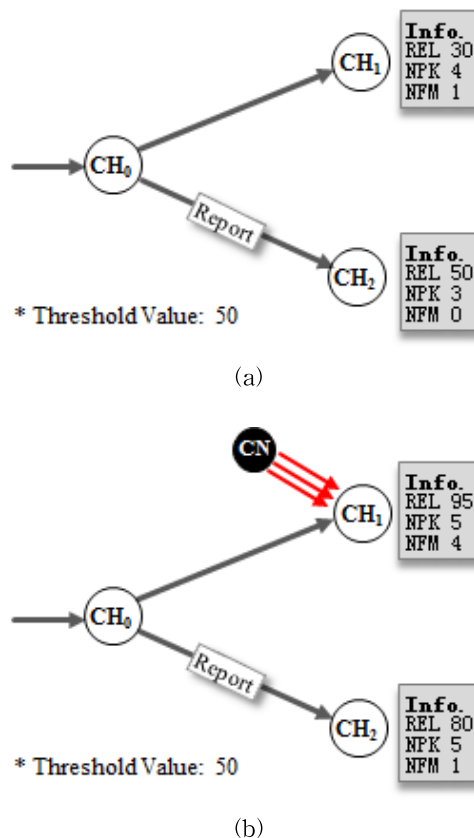 Info.
REL 30
NPK 4
NFM 1
CH₁
CH₀
Report
CH₂
Info.
REL 50
NPK 3
NFM 0
* Threshold Value: 50
(a)
CN
Info.
REL 95
NPK 5
NFM 4
CH₁
CH₀
Report
CH₂
Info.
REL 80
NPK 5
NFM 1
* Threshold Value: 50
(b)